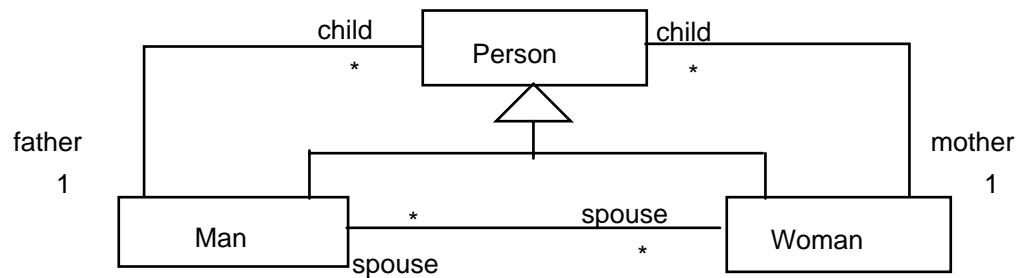 child
Person
child
*
*
father
mother
1
1
Man
*
spouse
*
Woman
spouse